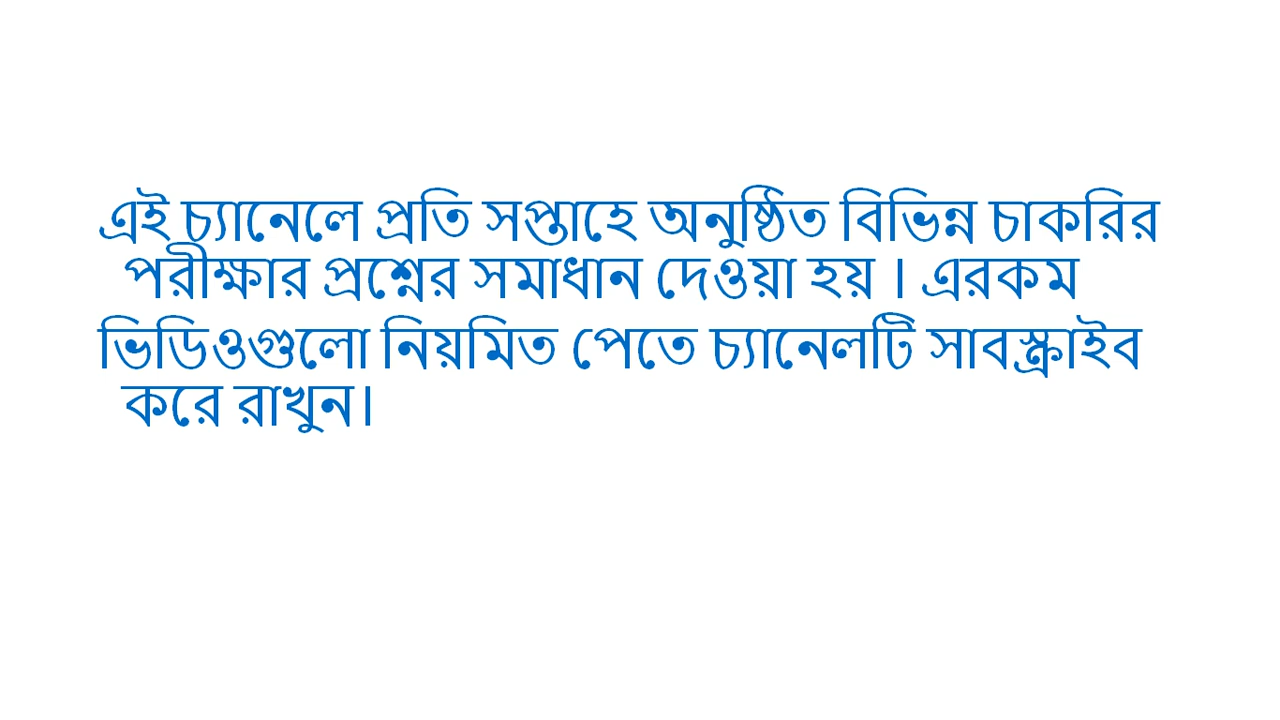 এই চ্যানেলে প্রতি সপ্তাহে অনুষ্ঠিত বিভিন্ন চাকরির
পরীক্ষার প্রশ্নের সমাধান দেওয়া হয় । এরকম
ভিডিওগুলো নিয়মিত পেতে চ্যানেলটি সাবস্ক্রাইব
করে রাখুন।